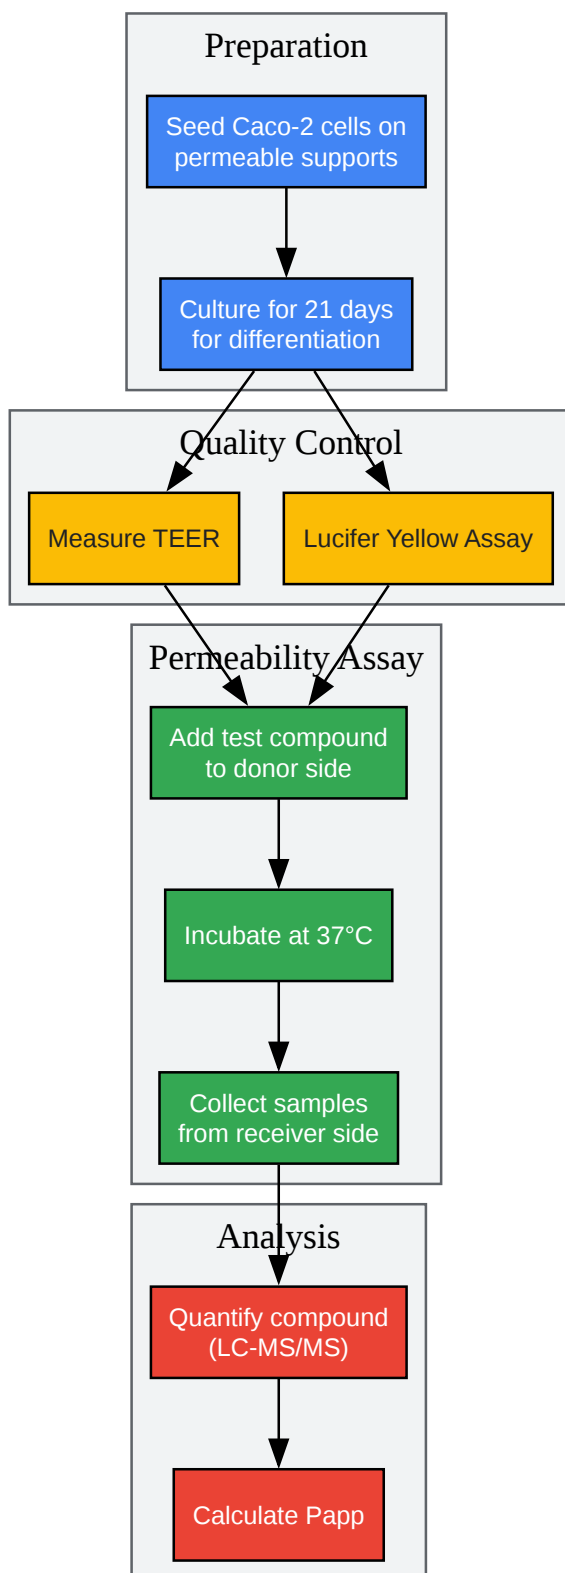 Preparation
Seed Caco-2 cells on
permeable supports
Culture for 21 days
for differentiation
Quality Control
Measure TEER
Lucifer Yellow Assay
Permeability Assay
Add test compound
to donor side
Incubate at 37°C
Collect samples
from receiver side
Analysis
Quantify compound
(LC-MS/MS)
Calculate Papp